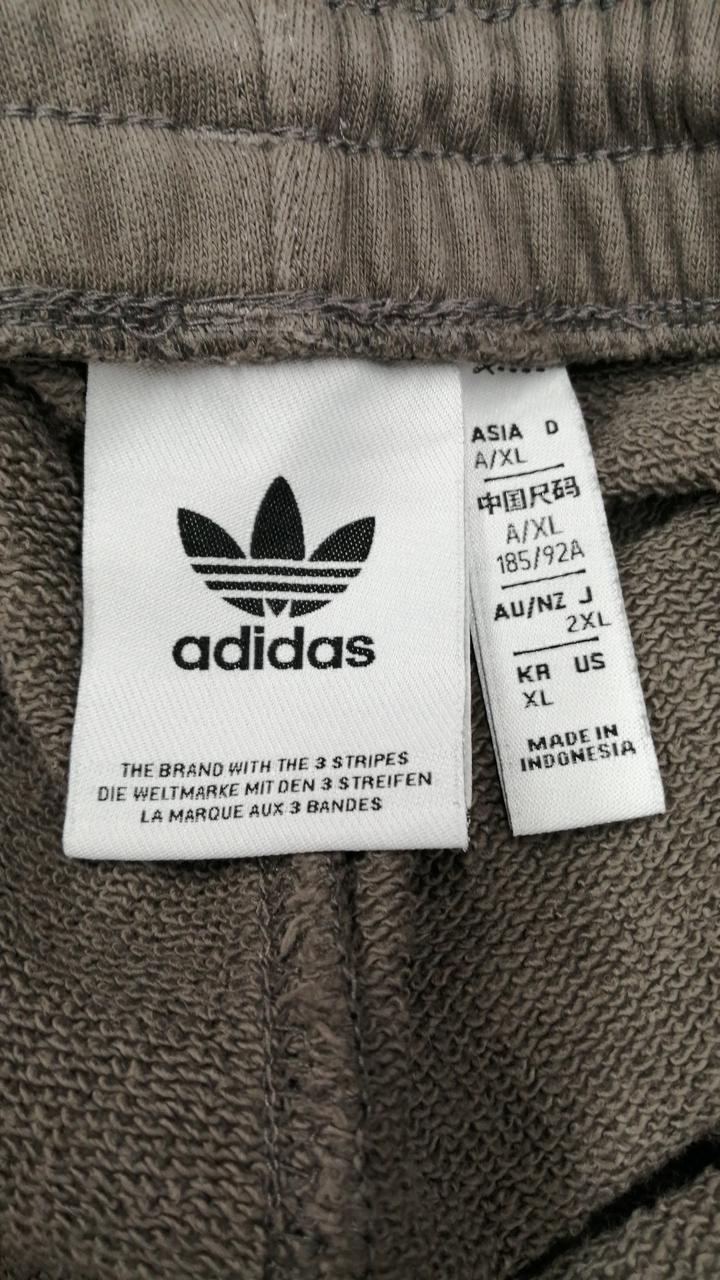 adidas
THE BRAND WITH THE 3 STRIPES
DIE WELTMARKE MIT DEN 3 STREIFEN
LA MARQUE AUX 3 BANDES
ASIA D
A/XL
中国尺码
A/XL
185/92A
AU/NZ J
2XL
KR US
XL
MADE IN
INDONESIA